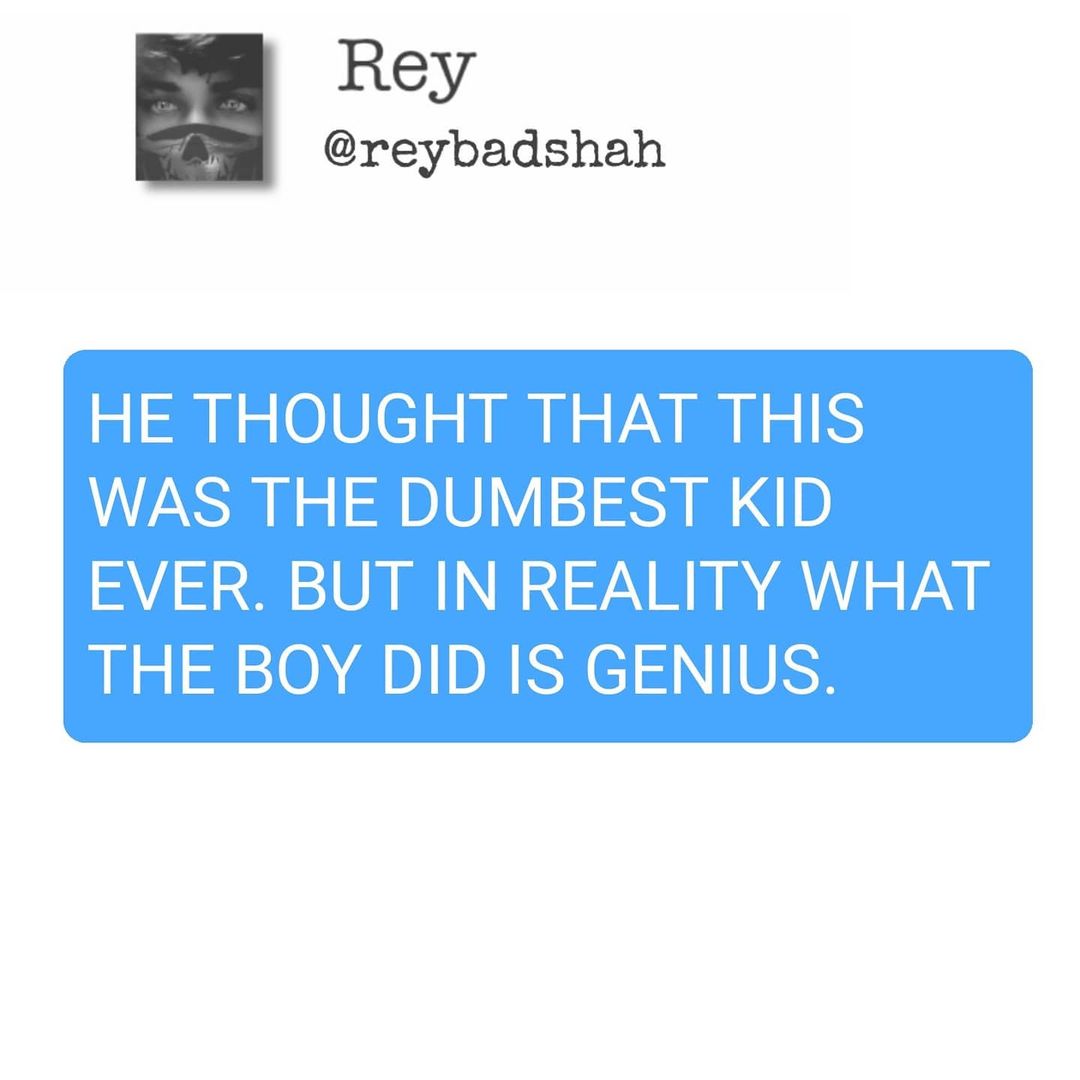 Rey
@reybadshah
HE THOUGHT THAT THIS
WAS THE DUMBEST KID
EVER. BUT IN REALITY WHAT
THE BOY DID IS GENIUS.